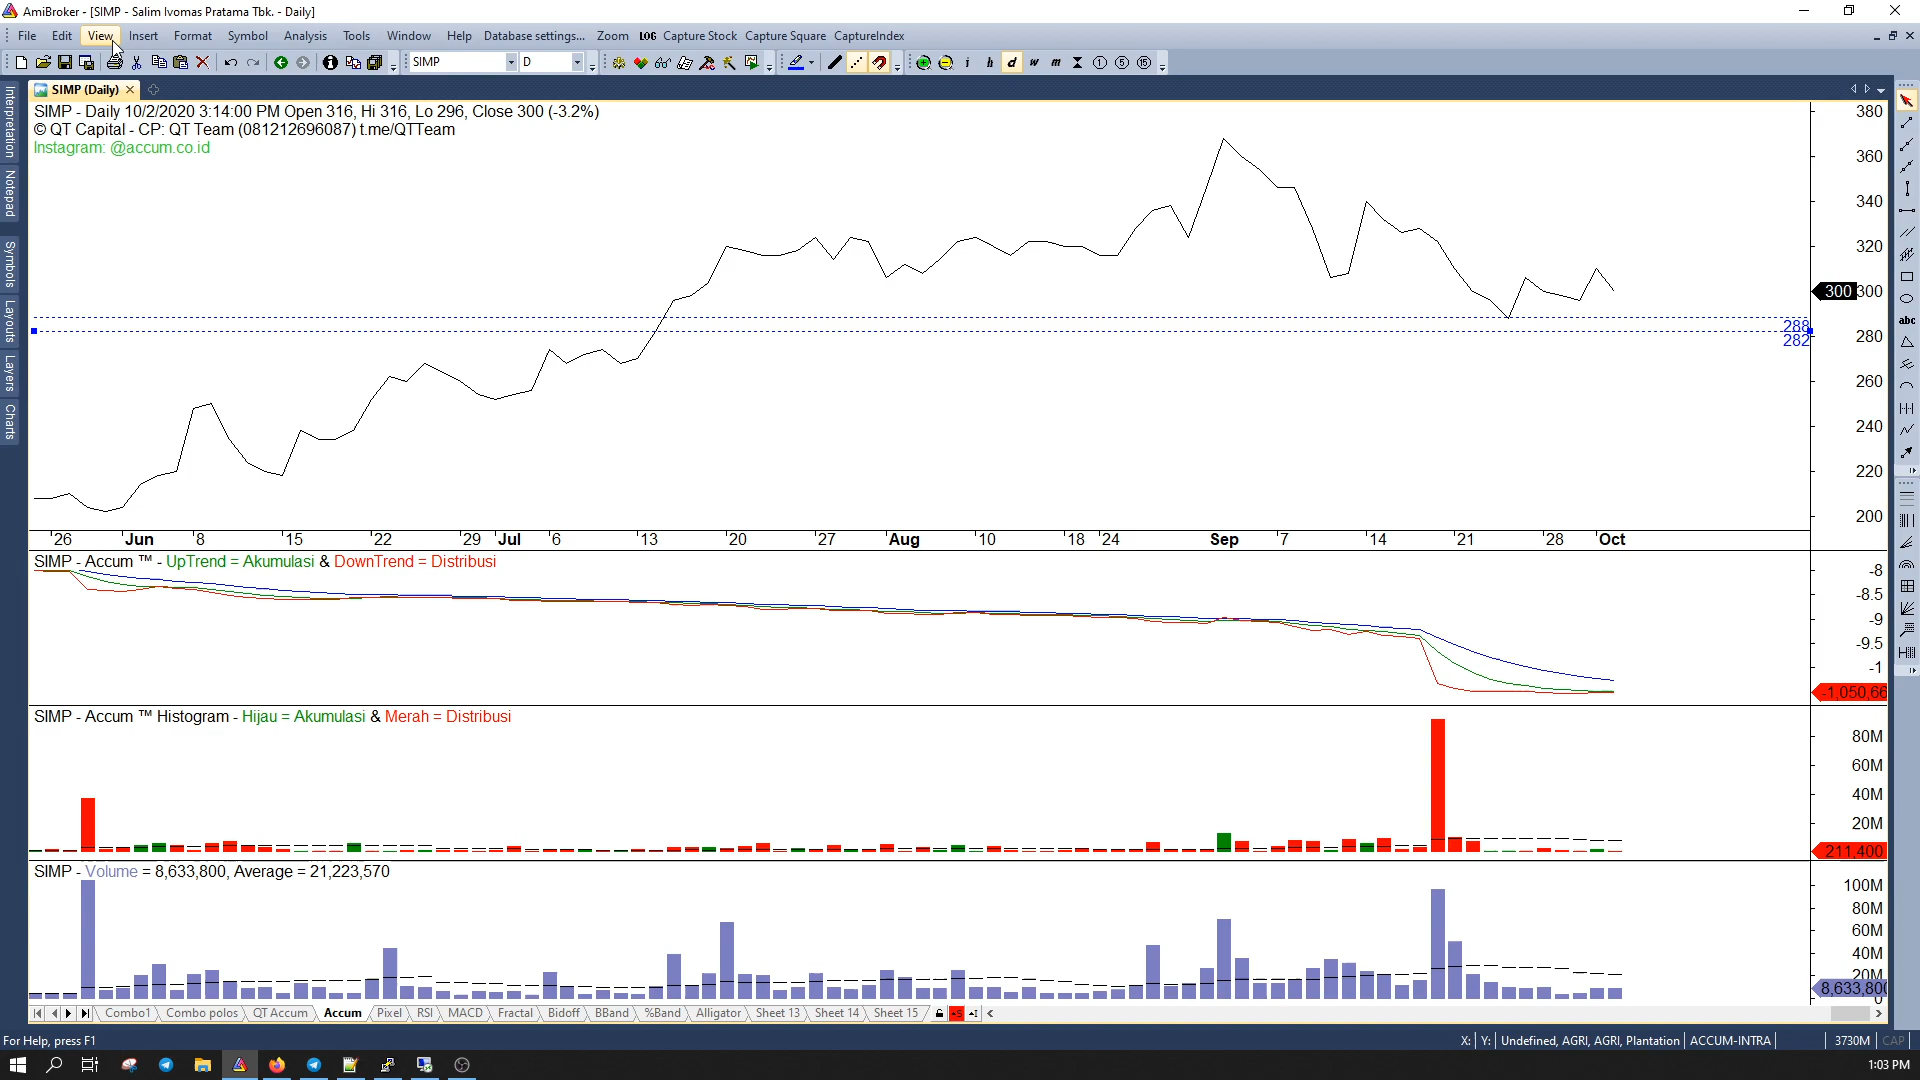 AmiBroker - [SIMP - Salim Ivomas Pratama Tbk. - Daily]
File Edit View Insert Format Symbol Analysis Tools Window Help Database settings... Zoom LOG Capture Stock Capture Square CaptureIndex
SIMP D i h d w m 1 5 15
SIMP (Daily)
Interpretation
Notepad
Symbols
Layouts
Layers
Charts
SIMP - Daily 10/2/2020 3:14:00 PM Open 316, Hi 316, Lo 296, Close 300 (-3.2%)
© QT Capital - CP: QT Team (081212696087) t.me/QTTeam
Instagram: @accum.co.id
380
360
340
320
300 300
288
280
282
260
240
220
200
26 Jun 8 15 22 29 Jul 6 13 20 27 Aug 10 18 24 Sep 7 14 21 28 Oct
abc
SIMP - Accum ™ - UpTrend = Akumulasi & DownTrend = Distribusi
-8
-8.5
-9
-9.5
-1
-1,050,66
SIMP - Accum ™ Histogram - Hijau = Akumulasi & Merah = Distribusi
80M
60M
40M
20M
211,400
SIMP - Volume = 8,633,800, Average = 21,223,570
100M
80M
60M
40M
20M
8,633,800
0
Combo1 Combo polos QT Accum Accum Pixel RSI MACD Fractal Bidoff BBand %Band Alligator Sheet 13 Sheet 14 Sheet 15
For Help, press F1 X: Y: Undefined, AGRI, AGRI, Plantation ACCUM-INTRA 3730M CAP
1:03 PM